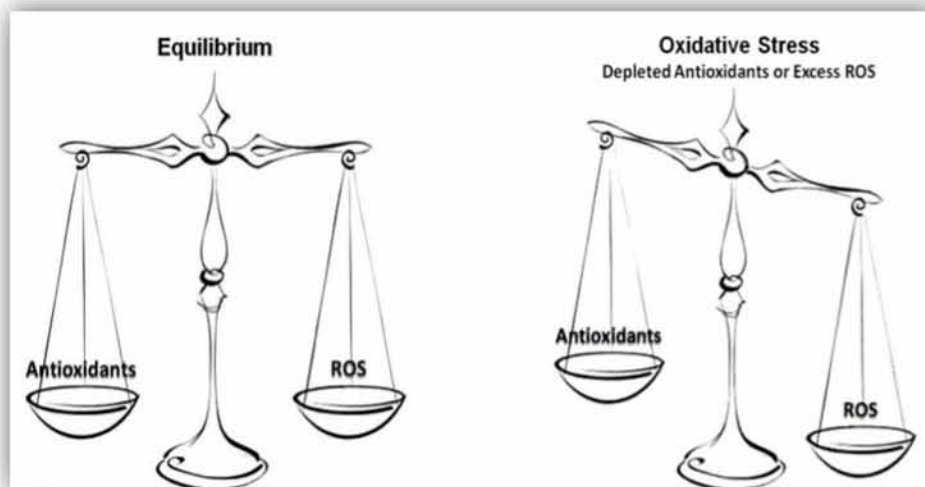 Equilibrium
Antioxidants
ROS
Oxidative Stress
Depleted Antioxidants or Excess ROS
Antioxidants
ROS